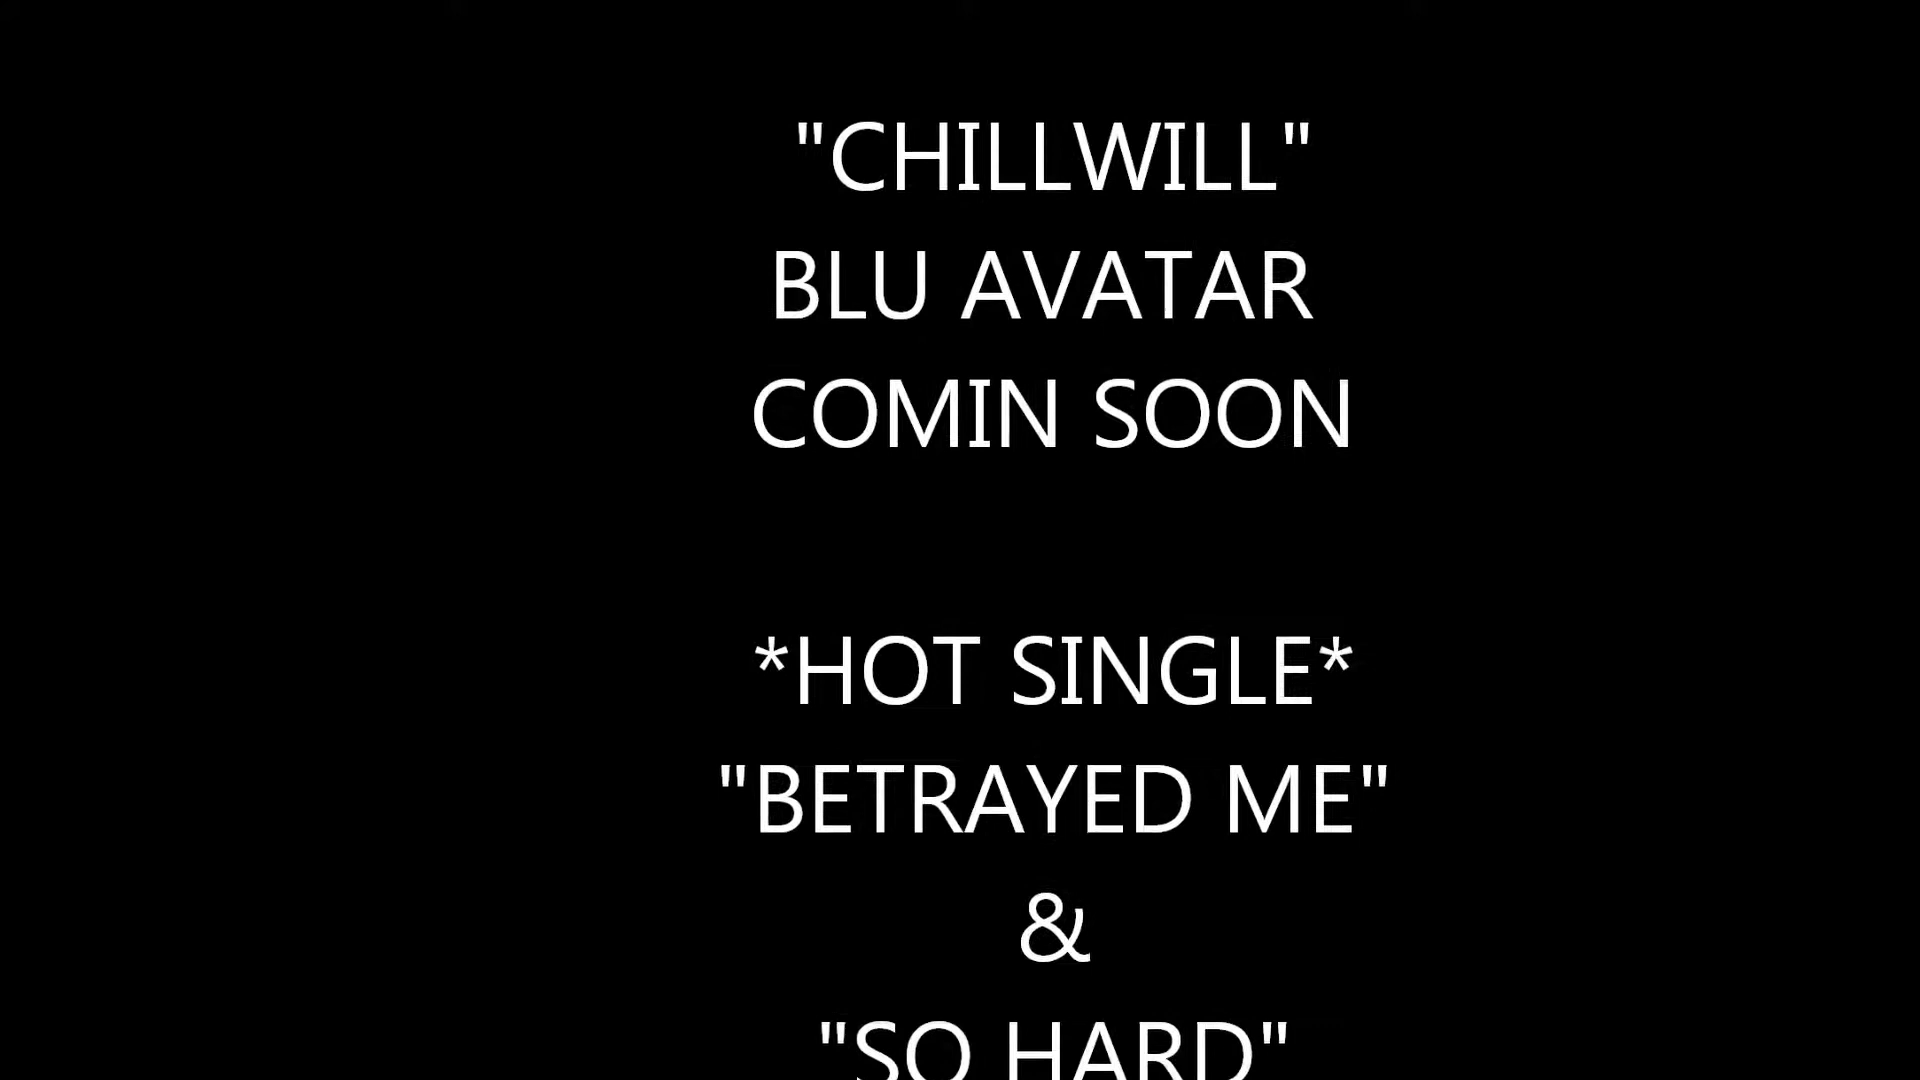 "CHILLWILL"
BLU AVATAR
COMIN SOON
*HOT SINGLE*
"BETRAYED ME"
&
"SO HARD"